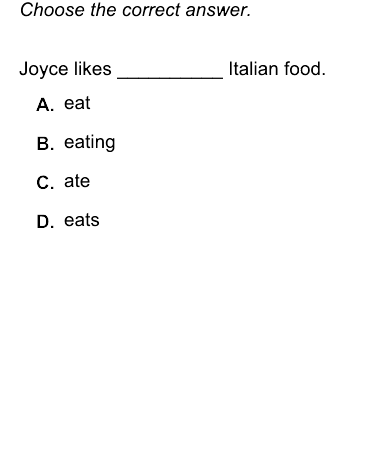 Choose the correct answer.
Joyce likes __________ Italian food.
A. eat
B. eating
C. ate
D. eats